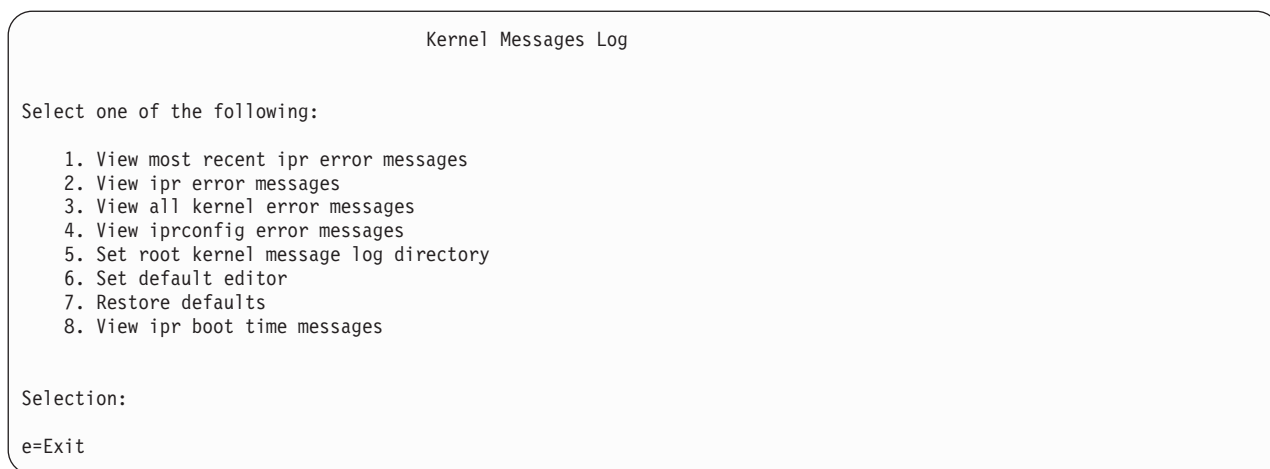 Kernel Messages Log
Select one of the following:
1. View most recent ipr error messages
2. View ipr error messages
3. View all kernel error messages
4. View iprconfig error messages
5. Set root kernel message log directory
6. Set default editor
7. Restore defaults
8. View ipr boot time messages
Selection:
e=Exit